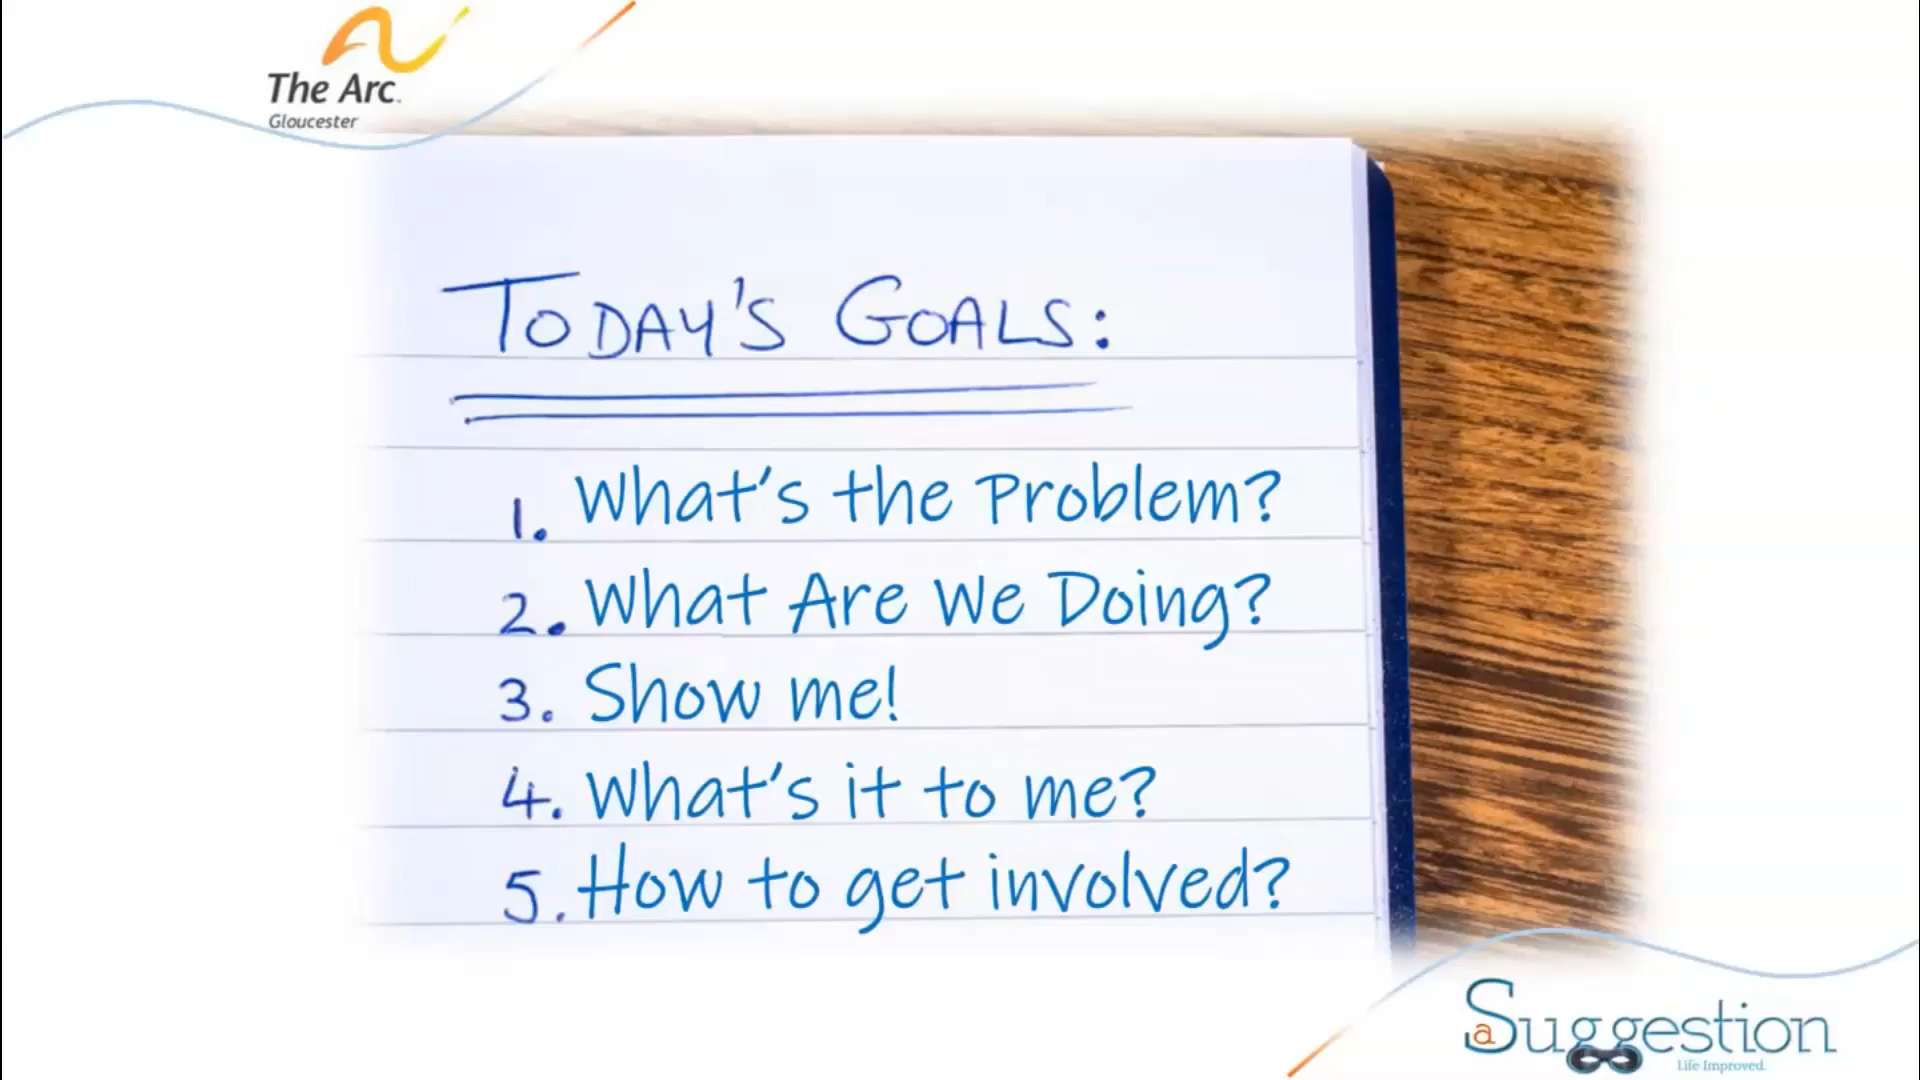 The Arc.
Gloucester
TODAY'S GOALS:
1. What's the Problem?
2. What Are We Doing?
3. Show me!
4. What's it to me?
5. How to get involved?
a Suggestion
Life Improved.